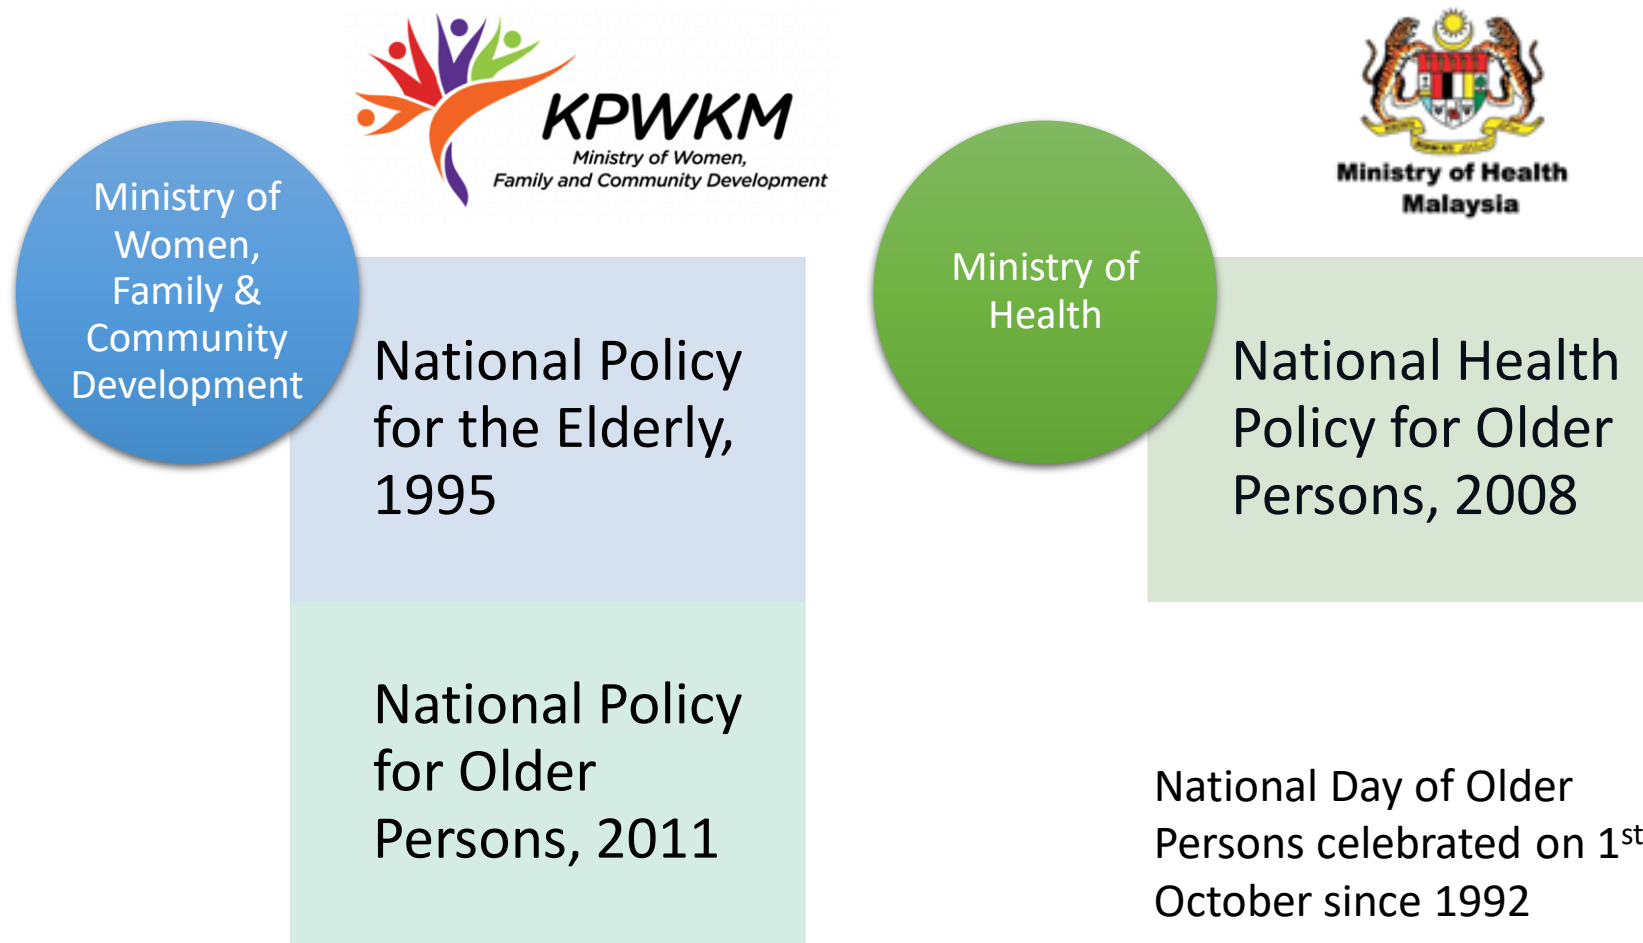 KPWKM
Ministry of Women,
Family and Community Development
Ministry of
Women,
Family &
Community
Development
National Policy
for the Elderly,
1995
National Policy
for Older
Persons, 2011
Ministry of Health
Malaysia
Ministry of
Health
National Health
Policy for Older
Persons, 2008
National Day of Older
Persons celebrated on 1st
October since 1992